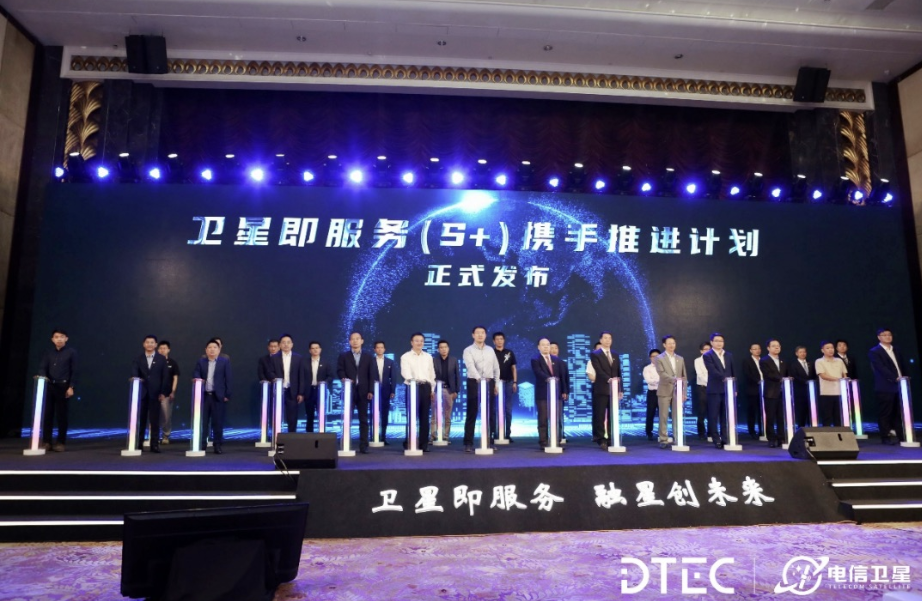 卫星即服务(S+)携手推进计划
正式发布
卫星即服务 融星创未来
DTEC
电信卫星
TELECOM SATELLITE